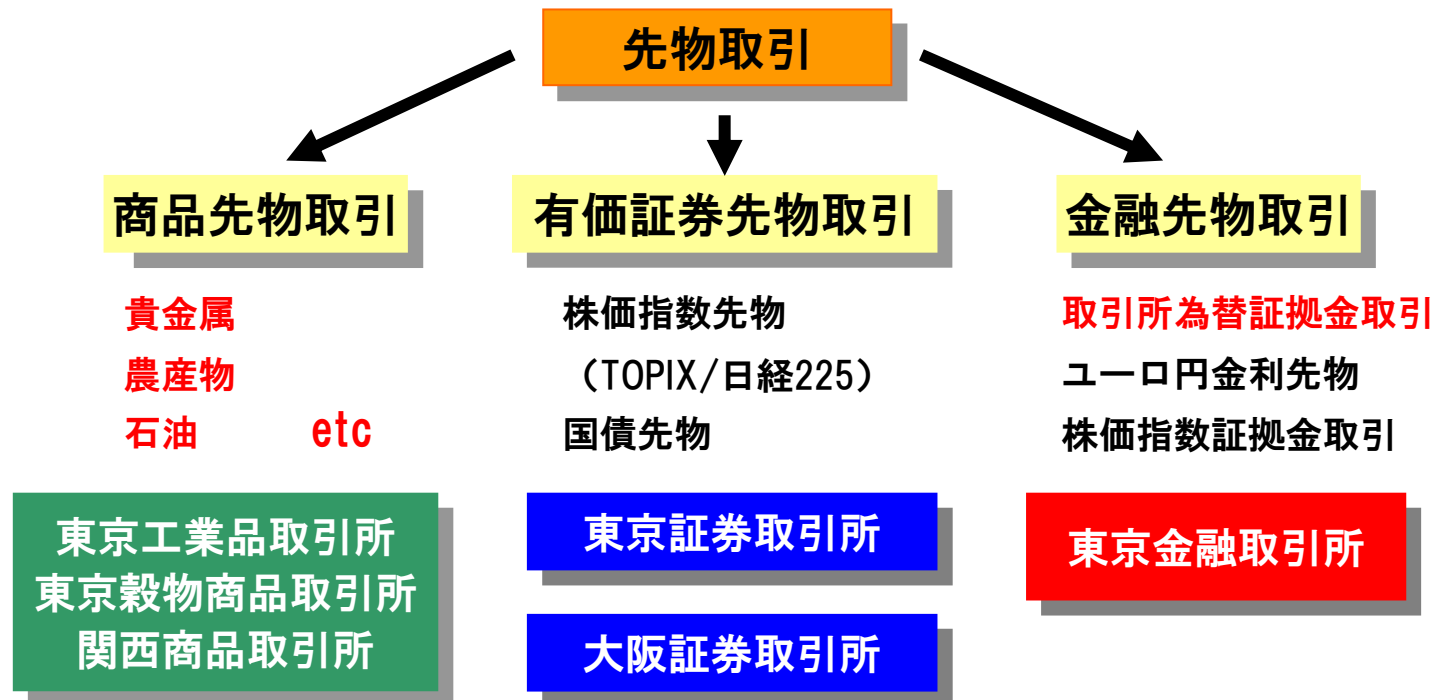 先物取引
商品先物取引
貴金属
農産物
石油 etc
東京工業品取引所
東京穀物商品取引所
関西商品取引所
有価証券先物取引
株価指数先物
（TOPIX/日経225）
国債先物
東京証券取引所
大阪証券取引所
金融先物取引
取引所為替証拠金取引
ユーロ円金利先物
株価指数証拠金取引
東京金融取引所